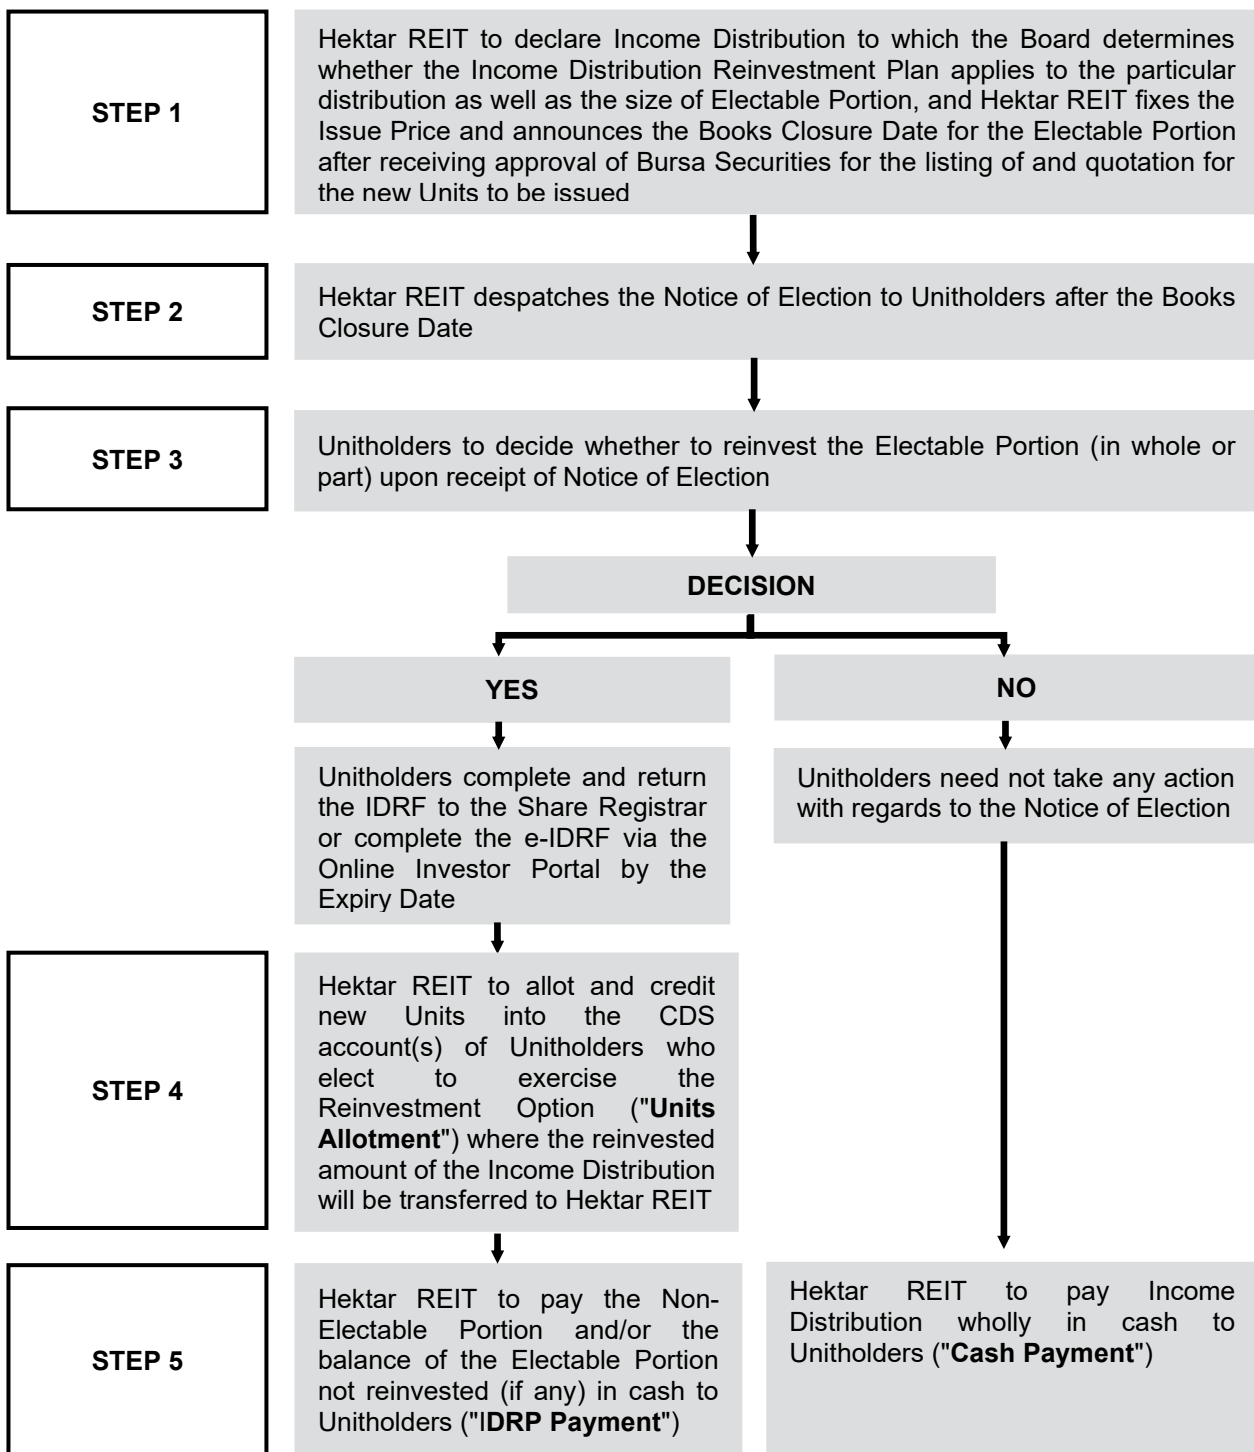 STEP 1
Hektar REIT to declare Income Distribution to which the Board determines
whether the Income Distribution Reinvestment Plan applies to the particular
distribution as well as the size of Electable Portion, and Hektar REIT fixes the
Issue Price and announces the Books Closure Date for the Electable Portion
after receiving approval of Bursa Securities for the listing of and quotation for
the new Units to be issued
STEP 2
Hektar REIT despatches the Notice of Election to Unitholders after the Books
Closure Date
STEP 3
Unitholders to decide whether to reinvest the Electable Portion (in whole or
part) upon receipt of Notice of Election
DECISION
YES
NO
Unitholders complete and return
the IDRF to the Share Registrar
or complete the e-IDRF via the
Online Investor Portal by the
Expiry Date
Unitholders need not take any action
with regards to the Notice of Election
STEP 4
Hektar REIT to allot and credit
new Units into the CDS
account(s) of Unitholders who
elect to exercise the
Reinvestment Option ("Units
Allotment") where the reinvested
amount of the Income Distribution
will be transferred to Hektar REIT
STEP 5
Hektar REIT to pay the Non-
Electable Portion and/or the
balance of the Electable Portion
not reinvested (if any) in cash to
Unitholders ("IDRP Payment")
Hektar REIT to pay Income
Distribution wholly in cash to
Unitholders ("Cash Payment")